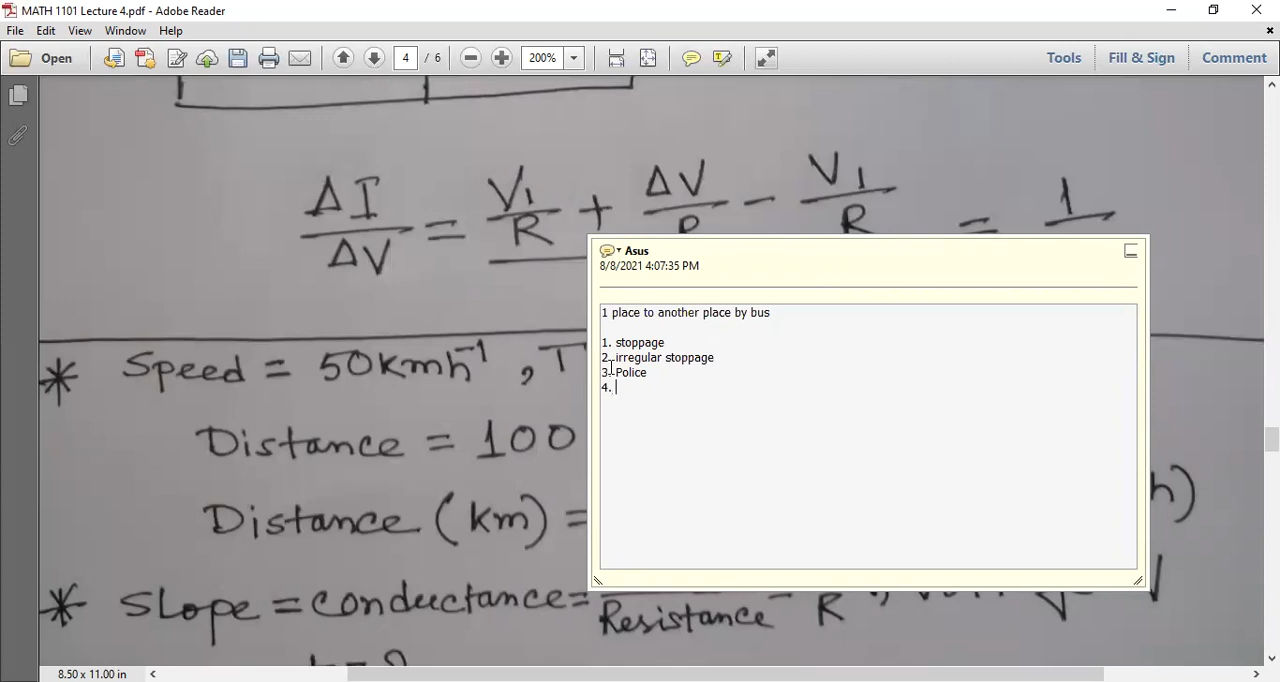 MATH 1101 Lecture 4.pdf - Adobe Reader
File Edit View Window Help
Open 4 / 6 200% Tools Fill & Sign Comment
ΔI/ΔV = V1/R + ΔV/R - V1/R = 1
Asus
8/8/2021 4:07:35 PM
1 place to another place by bus
1. stoppage
2. irregular stoppage
3. Police
4.
* Speed = 50kmh⁻¹, T
Distance = 100
Distance (km) = h)
* Slope = conductance = /Resistance = /R
8.50 x 11.00 in